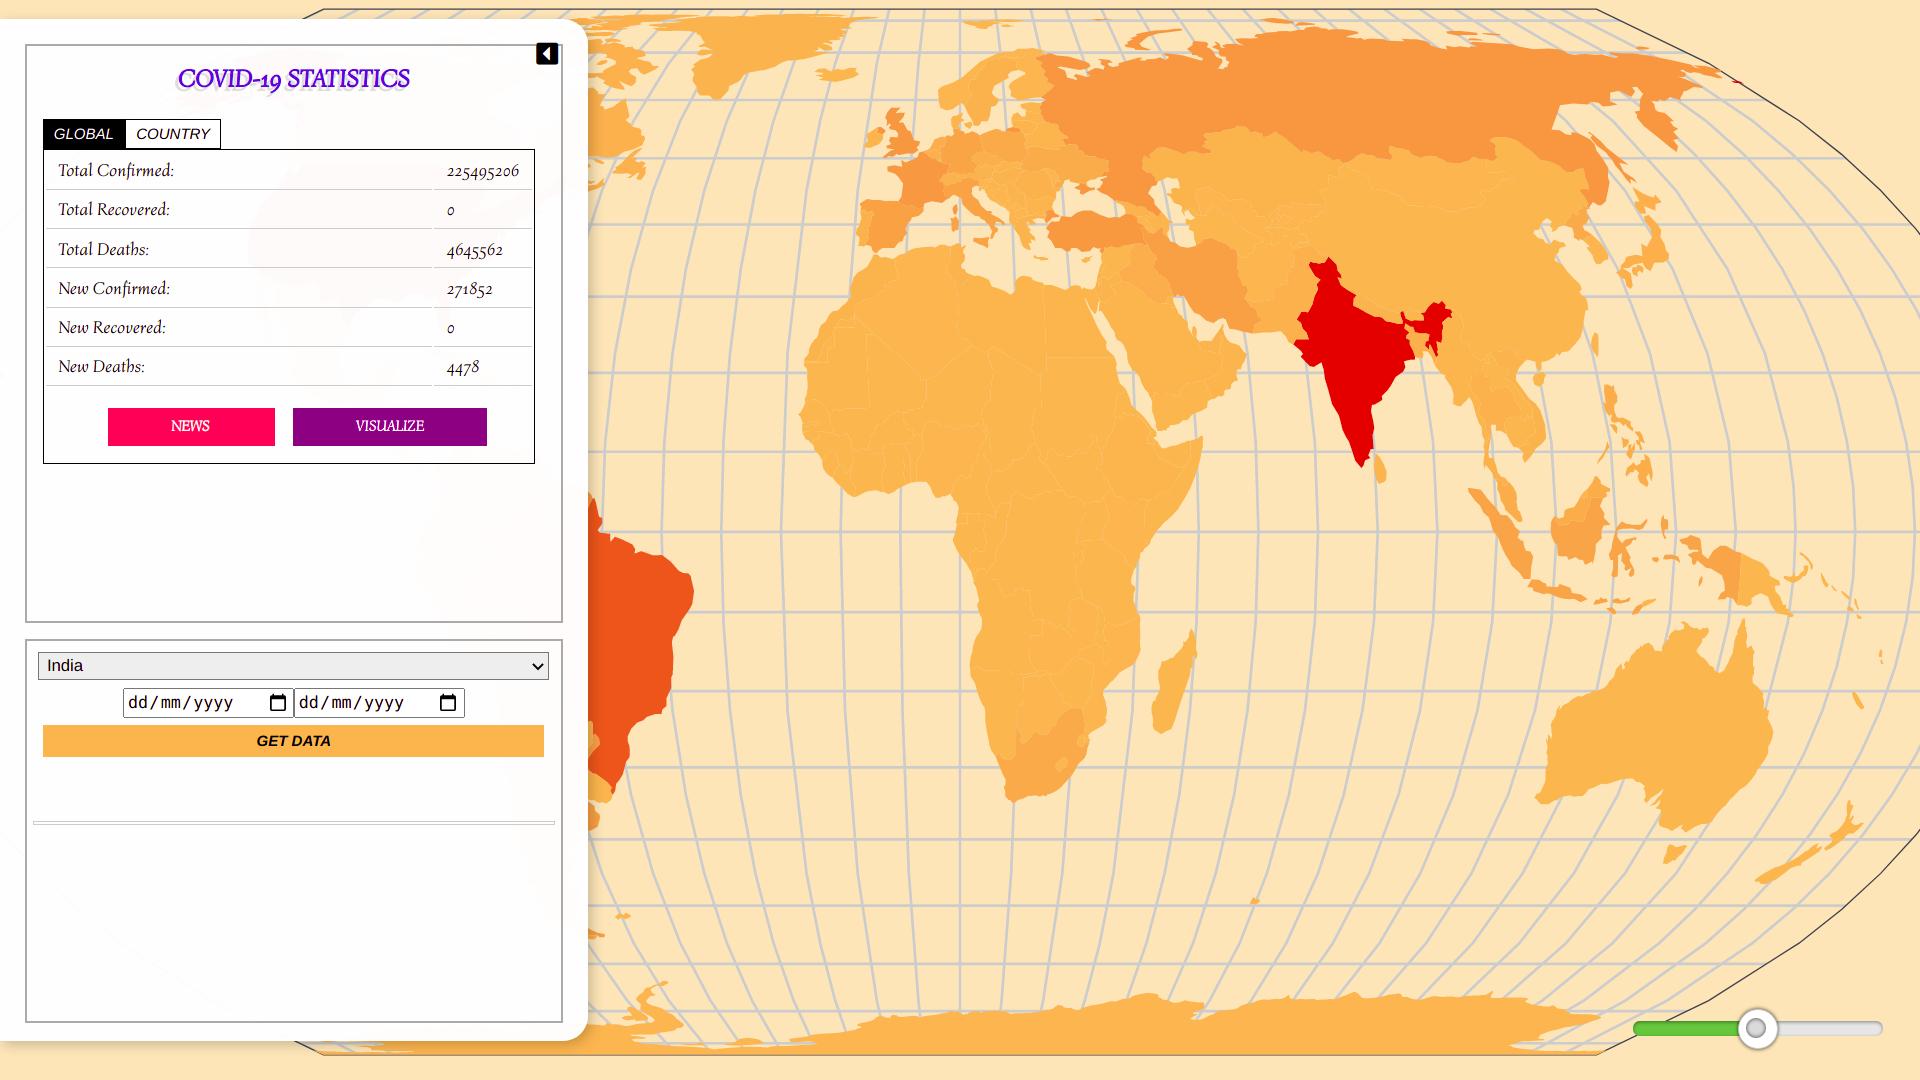 COVID-19 STATISTICS
GLOBAL COUNTRY
Total Confirmed: 225495206
Total Recovered: 0
Total Deaths: 4645562
New Confirmed: 271852
New Recovered: 0
New Deaths: 4478
NEWS VISUALIZE
India
dd/mm/yyyy dd/mm/yyyy
GET DATA